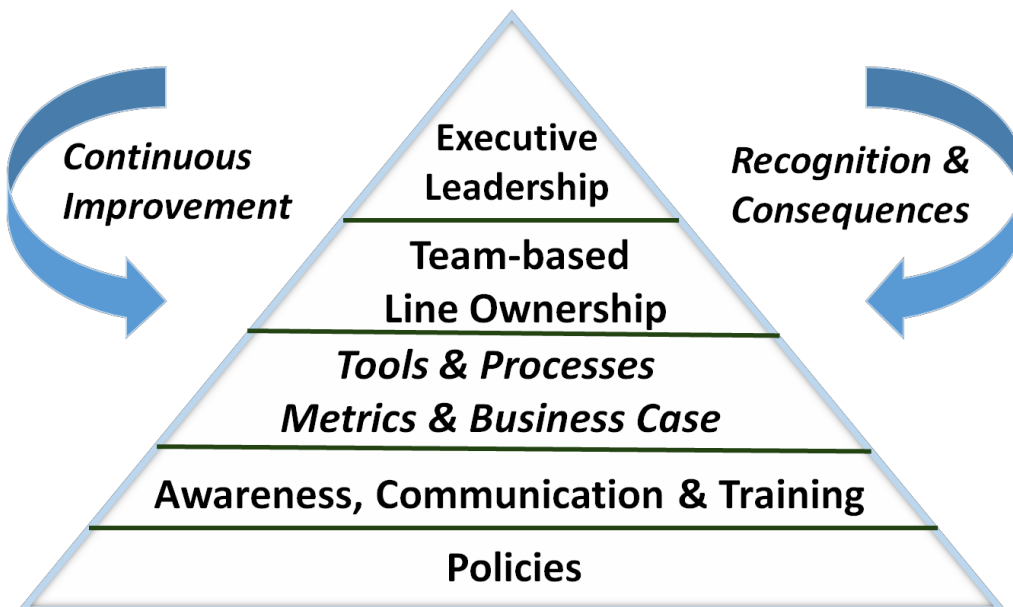 Executive
Leadership
Continuous
Improvement
Recognition &
Consequences
Team-based
Line Ownership
Tools & Processes
Metrics & Business Case
Awareness, Communication & Training
Policies